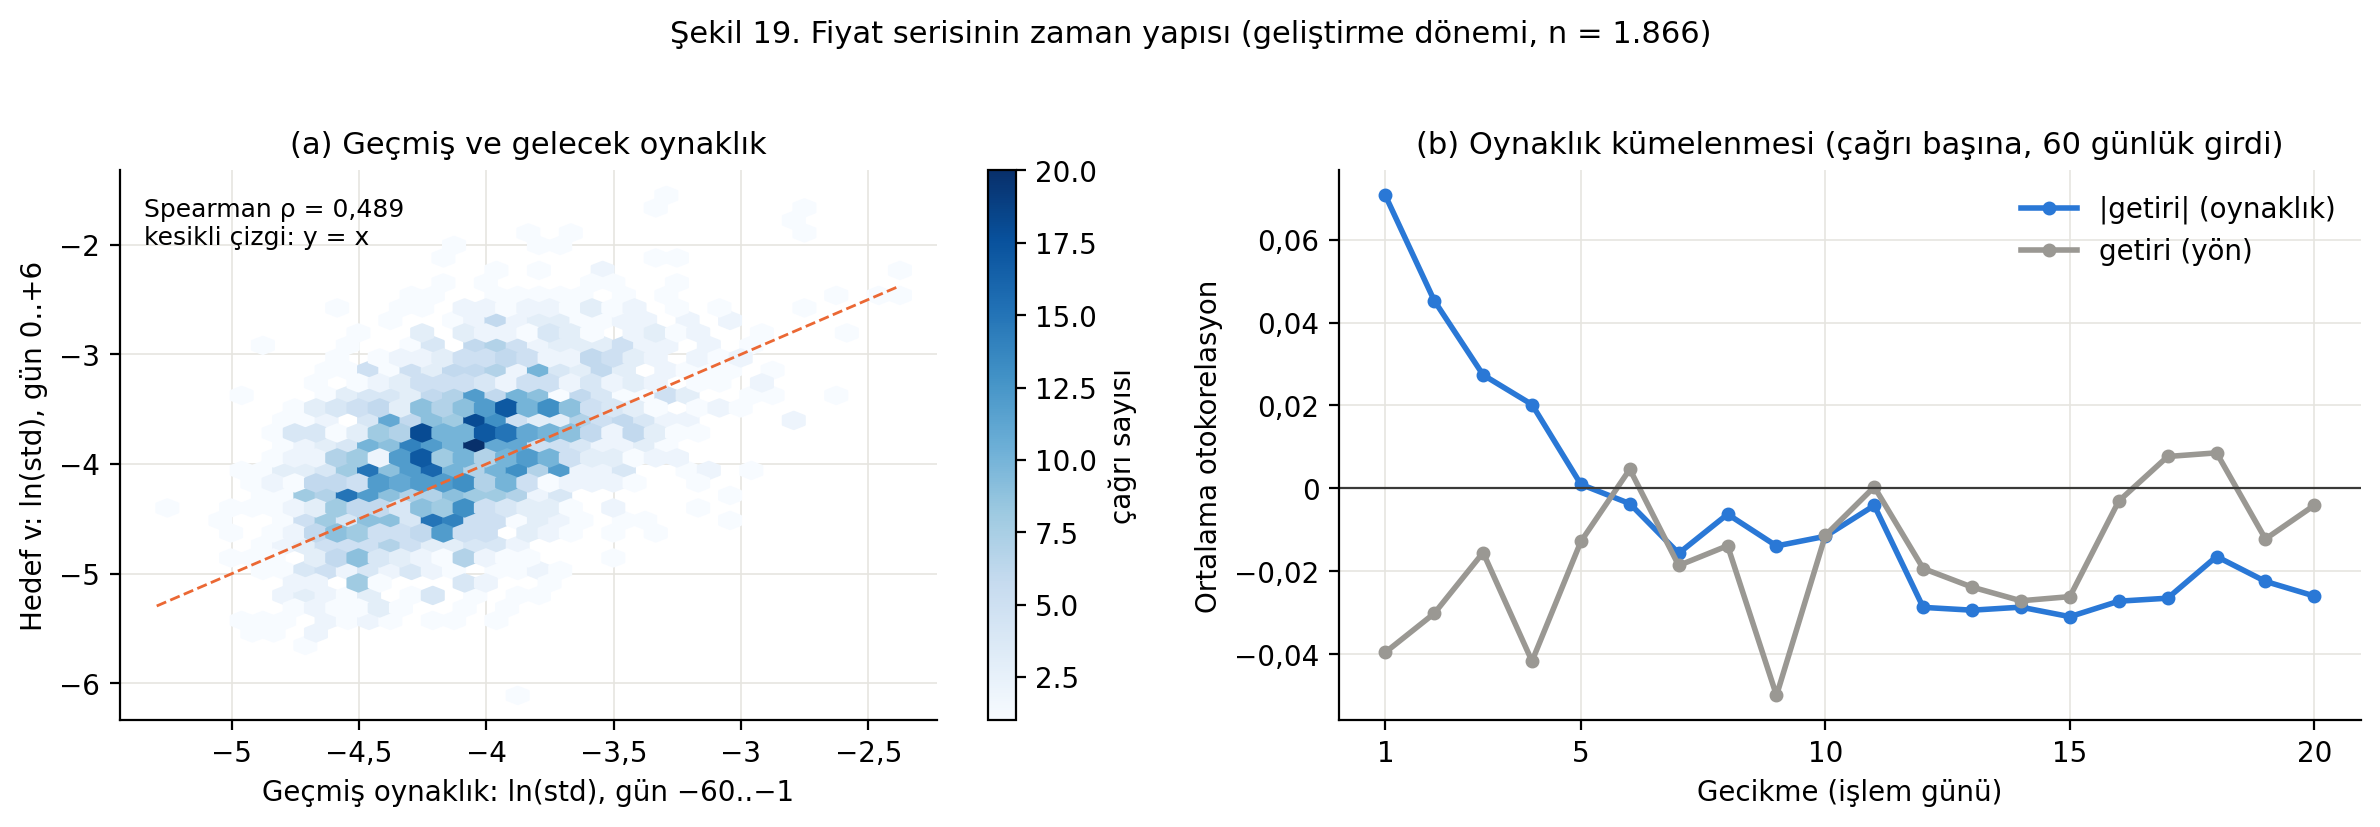 Şekil 19. Fiyat serisinin zaman yapısı (geliştirme dönemi, n = 1.866)
(a) Geçmiş ve gelecek oynaklık
Spearman ρ = 0,489
kesikli çizgi: y = x
Hedef v: ln(std), gün 0..+6
−2
−3
−4
−5
−6
−5
−4,5
−4
−3,5
−3
−2,5
Geçmiş oynaklık: ln(std), gün −60..−1
20.0
17.5
15.0
12.5
10.0
7.5
5.0
2.5
çağrı sayısı
(b) Oynaklık kümelenmesi (çağrı başına, 60 günlük girdi)
|getiri| (oynaklık)
getiri (yön)
Ortalama otokorelasyon
0,06
0,04
0,02
0
−0,02
−0,04
1
5
10
15
20
Gecikme (işlem günü)